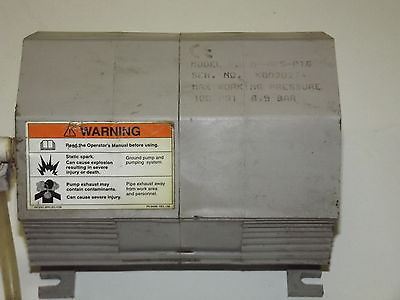 CE
MODEL
SER. NO.
MAX WORKING PRESSURE
100 PSI 6.9 BAR
WARNING
Read the Operator's Manual before using.
Static spark.
Can cause explosion
resulting in severe
injury or death.
Ground pump and
pumping system.
Pump exhaust may
contain contaminants.
Can cause severe injury.
Pipe exhaust away
from work area
and personnel.